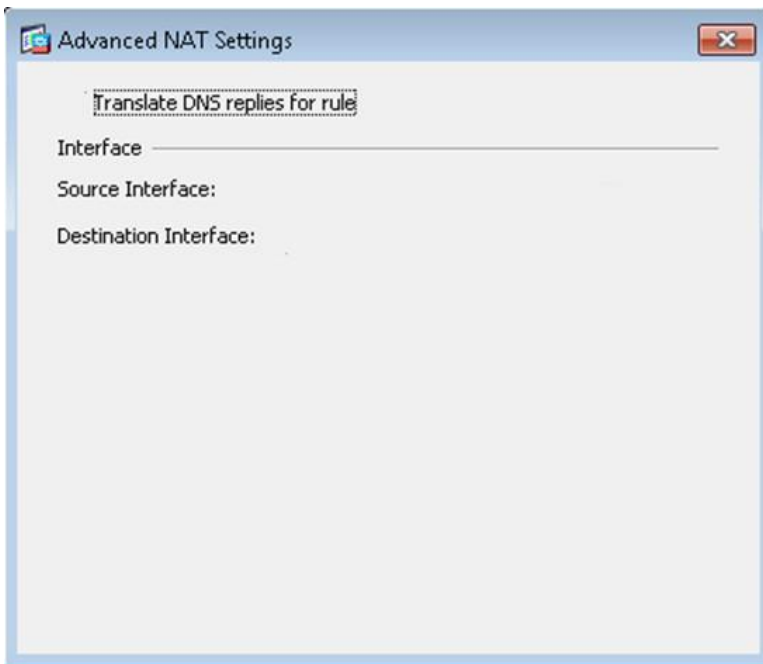 Advanced NAT Settings
Translate DNS replies for rule
Interface
Source Interface:
Destination Interface: